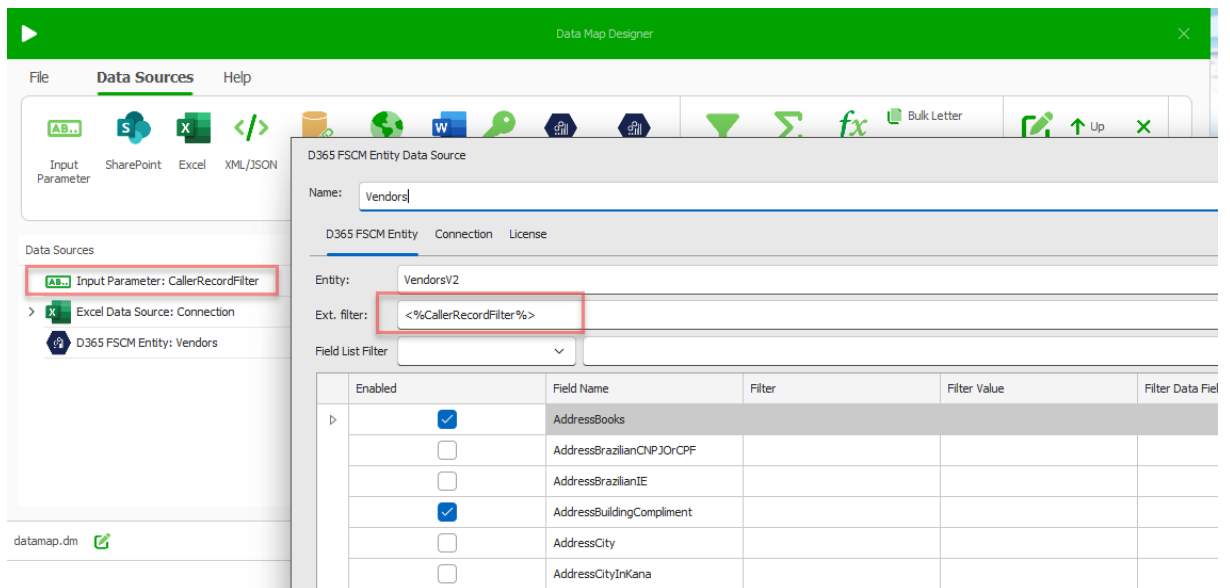 Data Map Designer
File Data Sources Help
AB.. S X W fx Bulk Letter
Up
Input Parameter SharePoint Excel XML/JSON
D365 FSCM Entity Data Source
Name: Vendors
D365 FSCM Entity Connection License
Data Sources
AB.. Input Parameter: CallerRecordFilter
X Excel Data Source: Connection
D365 FSCM Entity: Vendors
Entity: VendorsV2
Ext. filter: <%CallerRecordFilter%>
Field List Filter
Enabled Field Name Filter Filter Value Filter Data Fiel
AddressBooks
AddressBrazilianCNPJOrCPF
AddressBrazilianIE
AddressBuildingCompliment
AddressCity
AddressCityInKana
datamap.dm